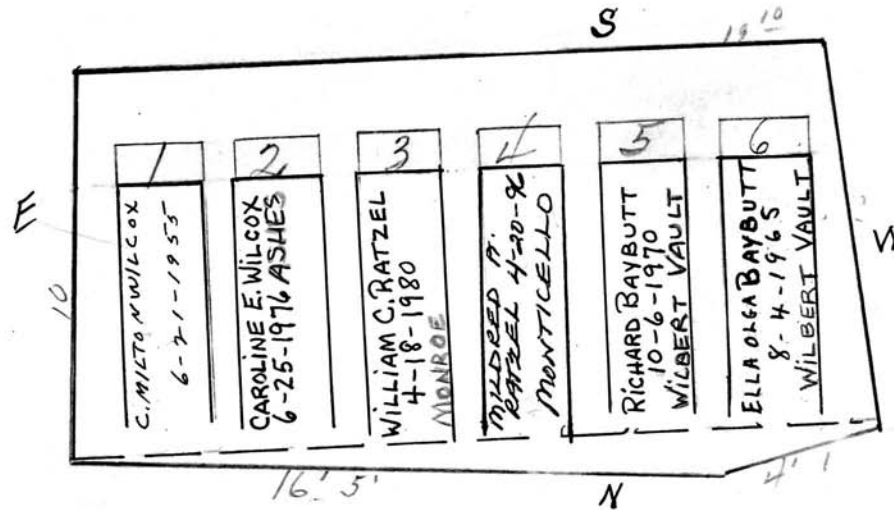 S
19 10
1
2
3
4
5
6
E
10
W
C. MILTON WILCOX
6-21-1955
CAROLINE E. WILCOX
6-25-1976 ASHES
WILLIAM C. RATZEL
4-18-1980
MONROE
MILDRED A.
RATZEL 4-20-96
MONTICELLO
RICHARD BAYBUTT
10-6-1970
WILBERT VAULT
ELLA OLGA BAYBUTT
8-4-1965
WILBERT VAULT
16' 5'
N
4' 1